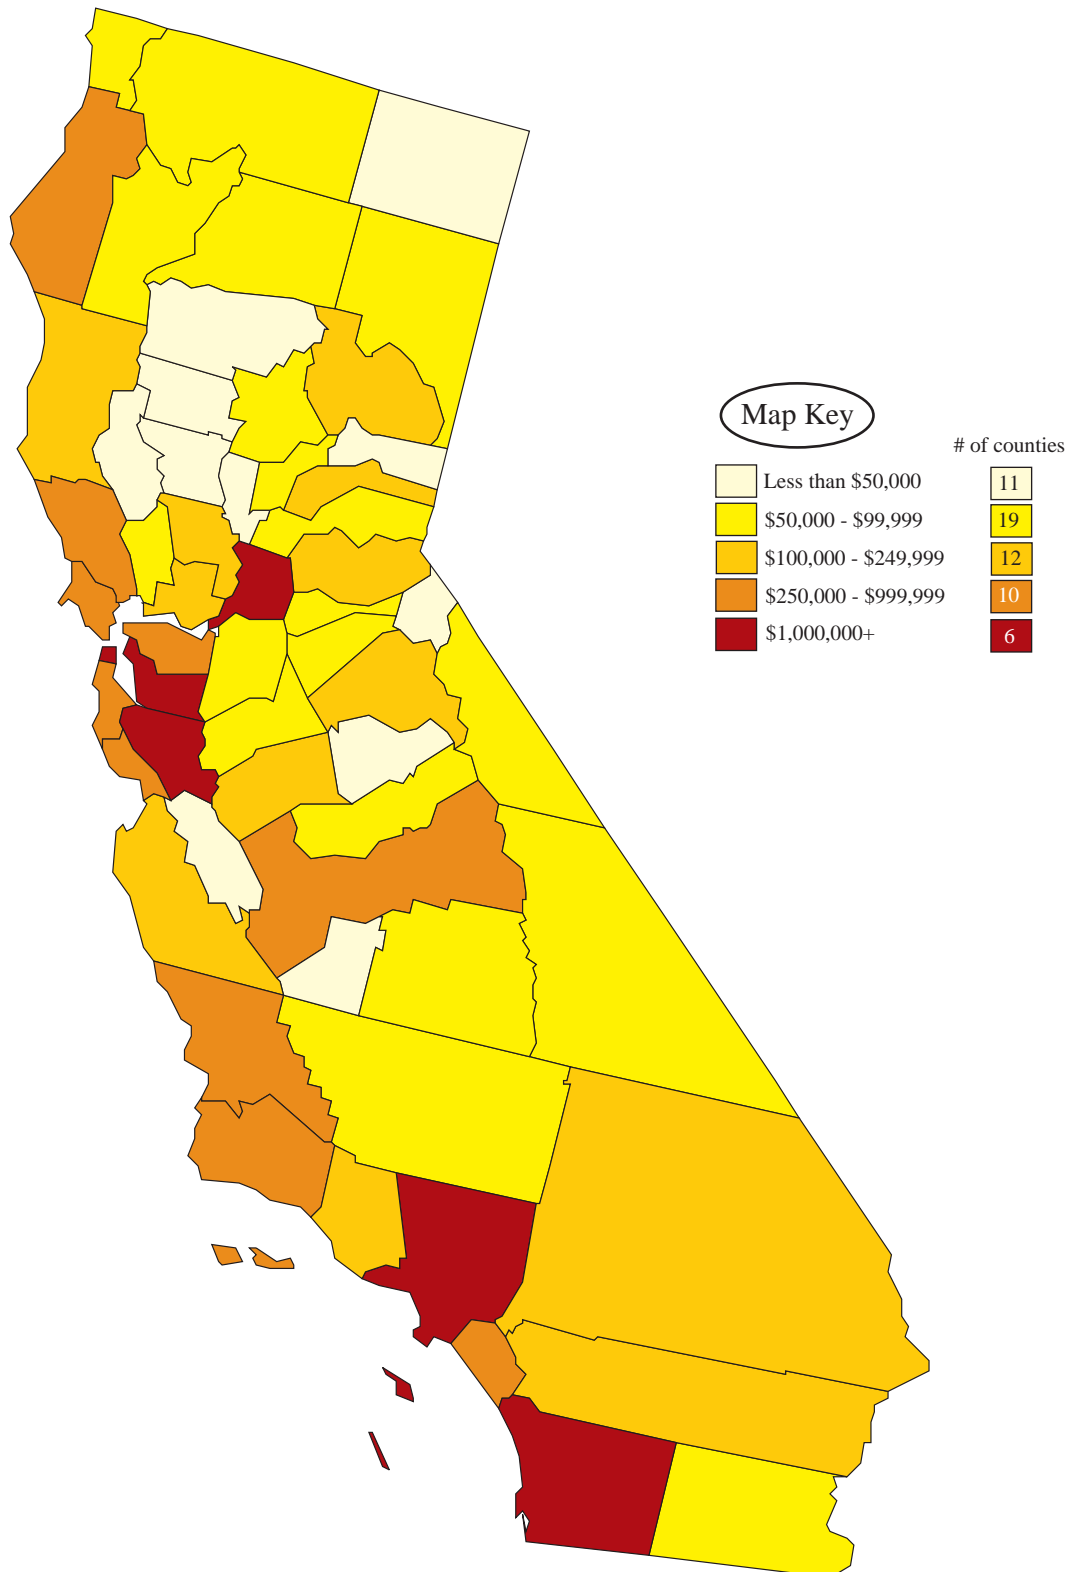 Map Key
# of counties
Less than $50,000 11
$50,000 - $99,999 19
$100,000 - $249,999 12
$250,000 - $999,999 10
$1,000,000+ 6